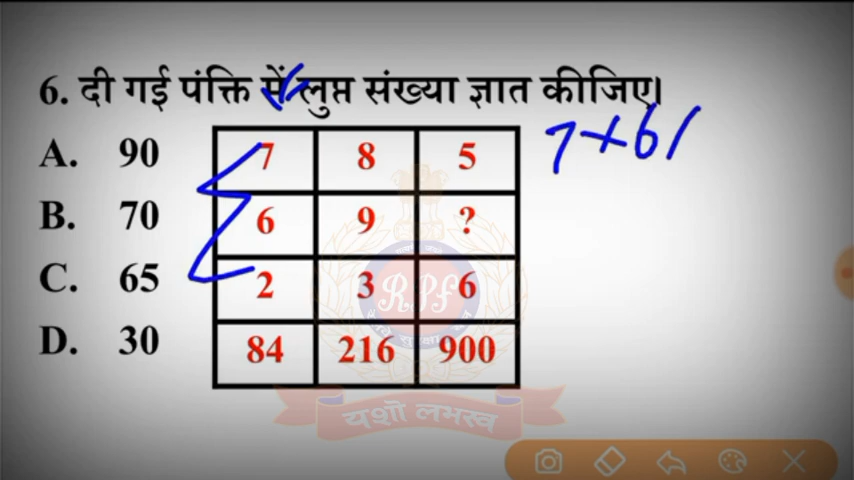 6. दी गई पंक्ति में लुप्त संख्या ज्ञात कीजिए।
A. 90
B. 70
C. 65
D. 30
7 8 5
6 9 ?
2 3 6
84 216 900
7×6
RPF
यशो लभस्व